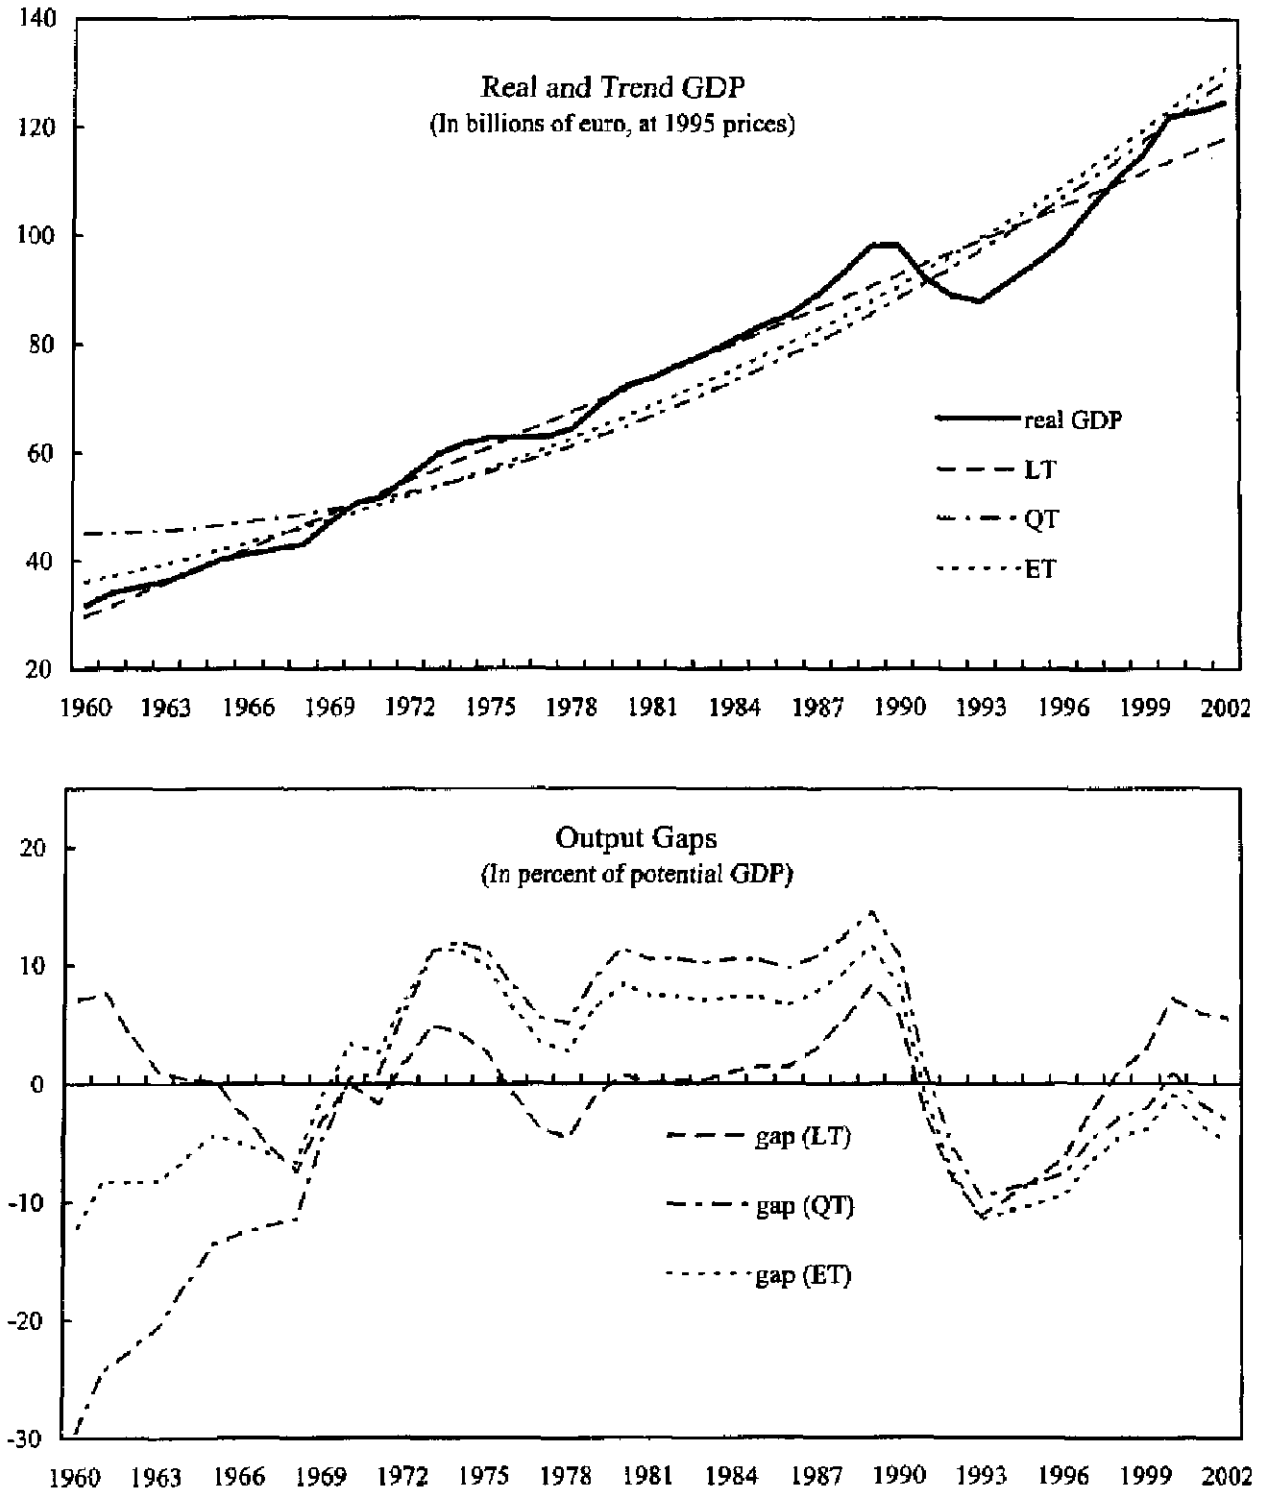 140
Real and Trend GDP
(In billions of euro, at 1995 prices)
120
100
80
60
40
20
real GDP
LT
QT
ET
1960 1963 1966 1969 1972 1975 1978 1981 1984 1987 1990 1993 1996 1999 2002
Output Gaps
(In percent of potential GDP)
20
10
0
-10
-20
-30
gap (LT)
gap (QT)
gap (ET)
1960 1963 1966 1969 1972 1975 1978 1981 1984 1987 1990 1993 1996 1999 2002